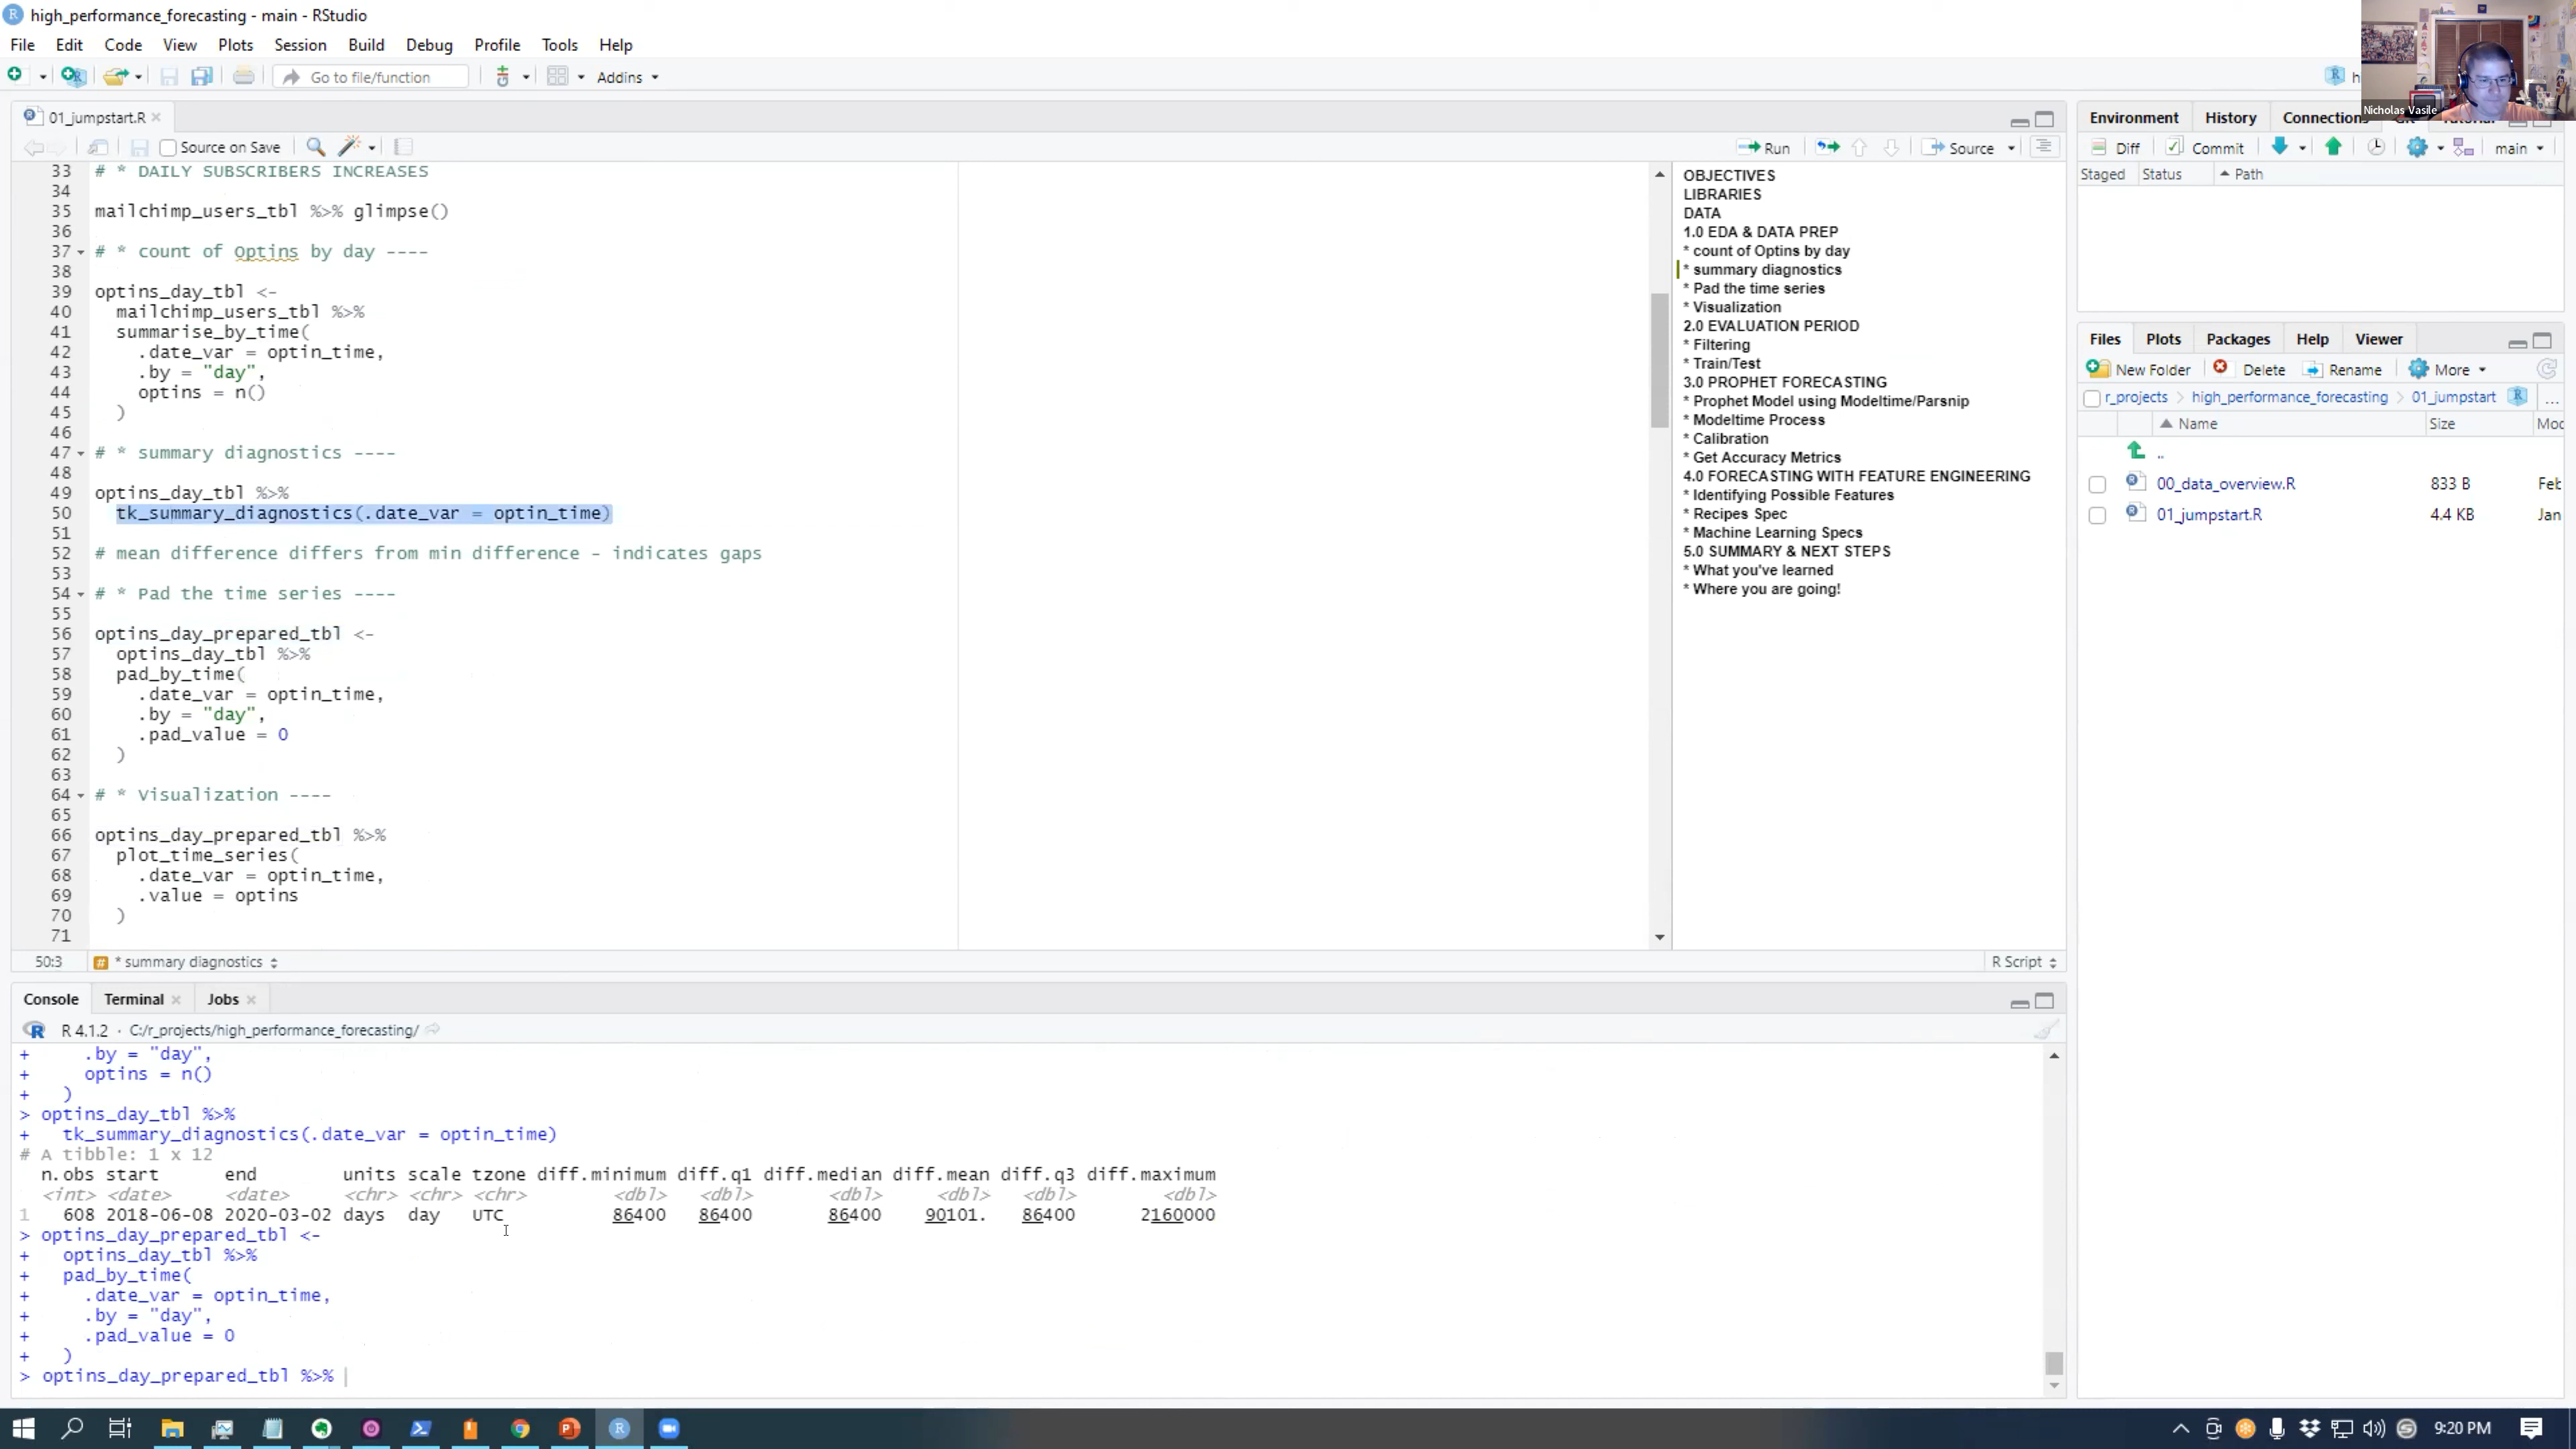 high_performance_forecasting - main - RStudio
File Edit Code View Plots Session Build Debug Profile Tools Help
Go to file/function
Addins
Nicholas Vasile
01_jumpstart.R
Source on Save
Run
Source
33 # * DAILY SUBSCRIBERS INCREASES
34
35 mailchimp_users_tbl %>% glimpse()
36
37 # * count of Optins by day ----
38
39 optins_day_tbl <-
40 mailchimp_users_tbl %>%
41 summarise_by_time(
42 .date_var = optin_time,
43 .by = "day",
44 optins = n()
45 )
46
47 # * summary diagnostics ----
48
49 optins_day_tbl %>%
50 tk_summary_diagnostics(.date_var = optin_time)
51
52 # mean difference differs from min difference - indicates gaps
53
54 # * Pad the time series ----
55
56 optins_day_prepared_tbl <-
57 optins_day_tbl %>%
58 pad_by_time(
59 .date_var = optin_time,
60 .by = "day",
61 .pad_value = 0
62 )
63
64 # * Visualization ----
65
66 optins_day_prepared_tbl %>%
67 plot_time_series(
68 .date_var = optin_time,
69 .value = optins
70 )
71
50:3 * summary diagnostics R Script
OBJECTIVES
LIBRARIES
DATA
1.0 EDA & DATA PREP
* count of Optins by day
* summary diagnostics
* Pad the time series
* Visualization
2.0 EVALUATION PERIOD
* Filtering
* Train/Test
3.0 PROPHET FORECASTING
* Prophet Model using Modeltime/Parsnip
* Modeltime Process
* Calibration
* Get Accuracy Metrics
4.0 FORECASTING WITH FEATURE ENGINEERING
* Identifying Possible Features
* Recipes Spec
* Machine Learning Specs
5.0 SUMMARY & NEXT STEPS
* What you've learned
* Where you are going!
Console Terminal Jobs
R 4.1.2 · C:/r_projects/high_performance_forecasting/
+ .by = "day",
+ optins = n()
+ )
> optins_day_tbl %>%
+ tk_summary_diagnostics(.date_var = optin_time)
# A tibble: 1 x 12
n.obs start end units scale tzone diff.minimum diff.q1 diff.median diff.mean diff.q3 diff.maximum
<int> <date> <date> <chr> <chr> <chr> <dbl> <dbl> <dbl> <dbl> <dbl> <dbl>
1 608 2018-06-08 2020-03-02 days day UTC 86400 86400 86400 90101. 86400 2160000
> optins_day_prepared_tbl <-
+ optins_day_tbl %>%
+ pad_by_time(
+ .date_var = optin_time,
+ .by = "day",
+ .pad_value = 0
+ )
> optins_day_prepared_tbl %>%
Environment History Connections
Diff Commit main
Staged Status Path
Files Plots Packages Help Viewer
New Folder Delete Rename More
r_projects > high_performance_forecasting > 01_jumpstart ...
Name Size
..
00_data_overview.R 833 B Feb
01_jumpstart.R 4.4 KB Jan
9:20 PM